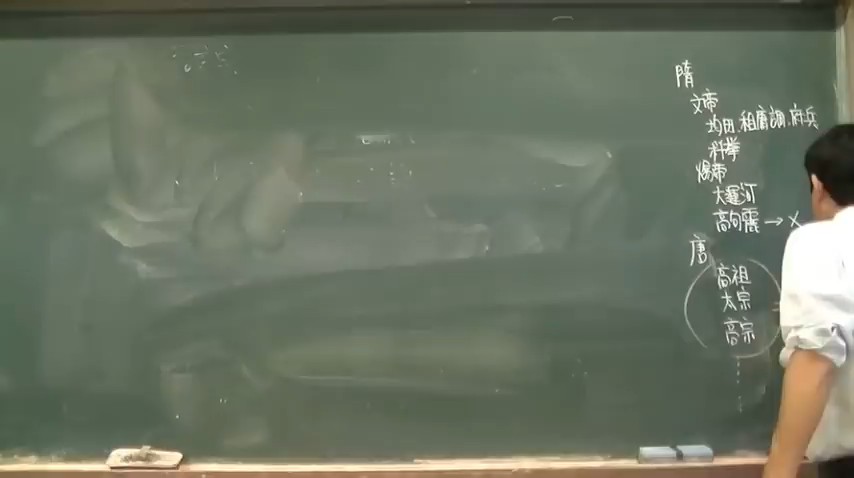 隋
文帝
均田.租庸調.府兵
科挙
煬帝
大運河
高句麗→×
唐
高祖
太宗
高宗